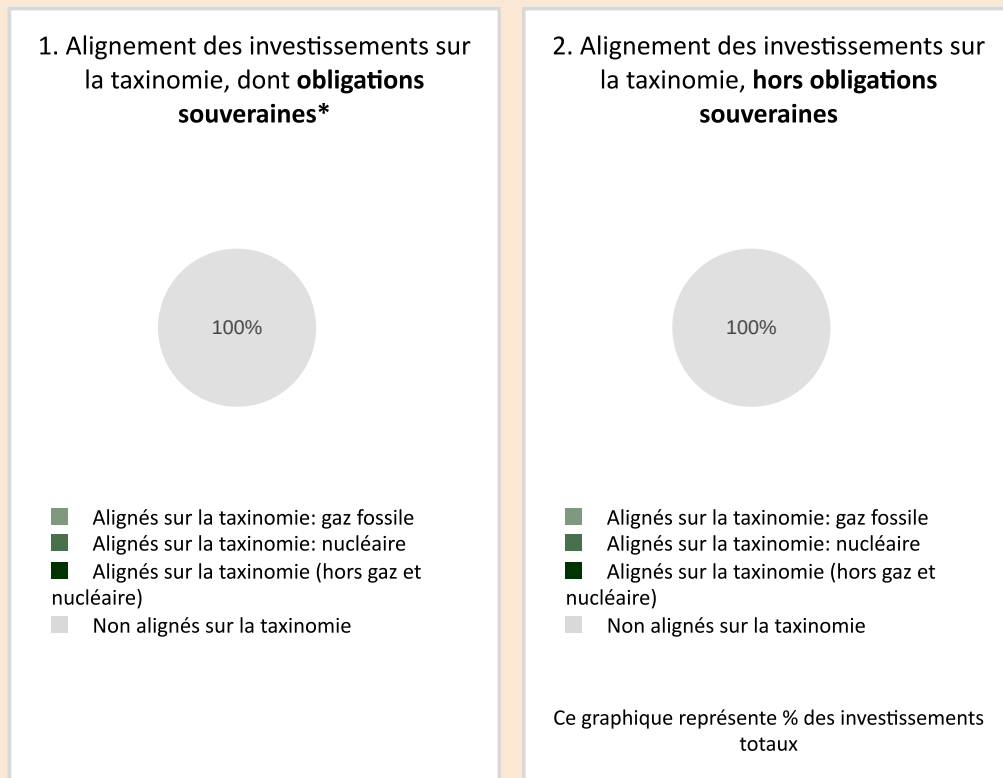 1. Alignement des investissements sur
la taxinomie, dont obligations
souveraines*
100%
Alignés sur la taxinomie: gaz fossile
Alignés sur la taxinomie: nucléaire
Alignés sur la taxinomie (hors gaz et
nucléaire)
Non alignés sur la taxinomie
2. Alignement des investissements sur
la taxinomie, hors obligations
souveraines
100%
Alignés sur la taxinomie: gaz fossile
Alignés sur la taxinomie: nucléaire
Alignés sur la taxinomie (hors gaz et
nucléaire)
Non alignés sur la taxinomie
Ce graphique représente % des investissements
totaux